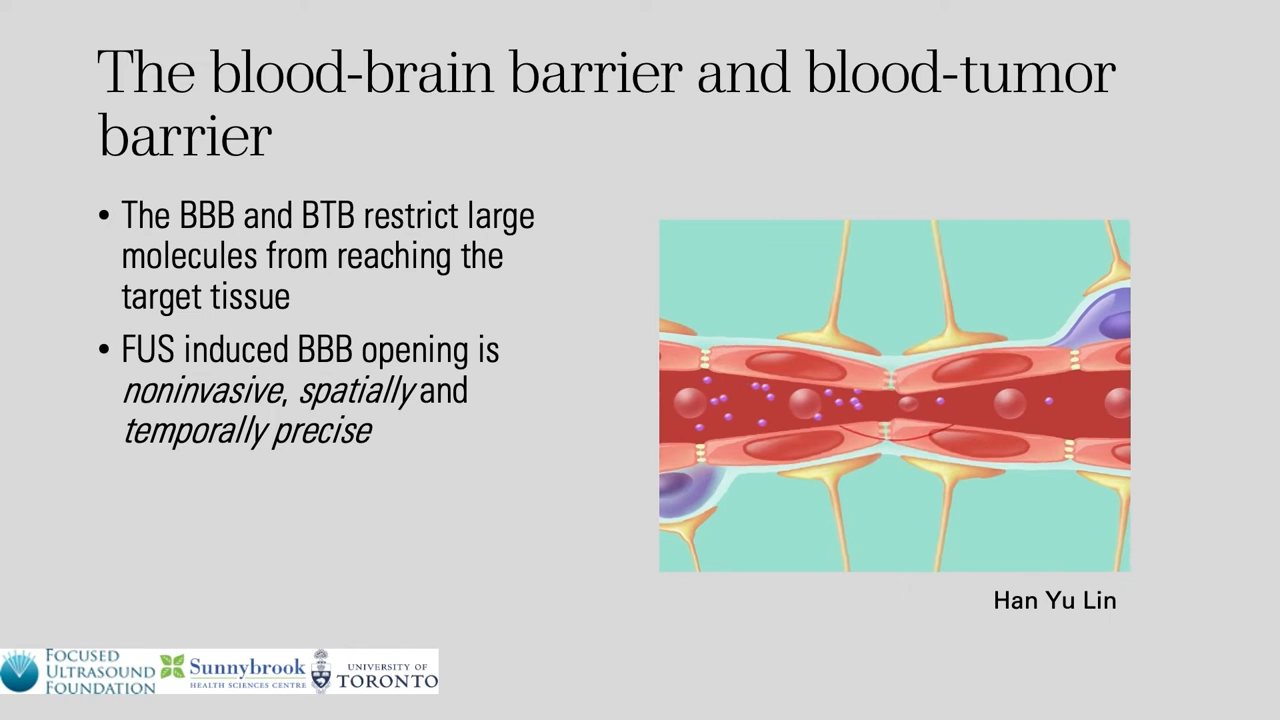 The blood-brain barrier and blood-tumor
barrier
• The BBB and BTB restrict large
molecules from reaching the
target tissue
• FUS induced BBB opening is
noninvasive, spatially and
temporally precise
Han Yu Lin
FOCUSED
ULTRASOUND
FOUNDATION
Sunnybrook
HEALTH SCIENCES CENTRE
UNIVERSITY OF
TORONTO